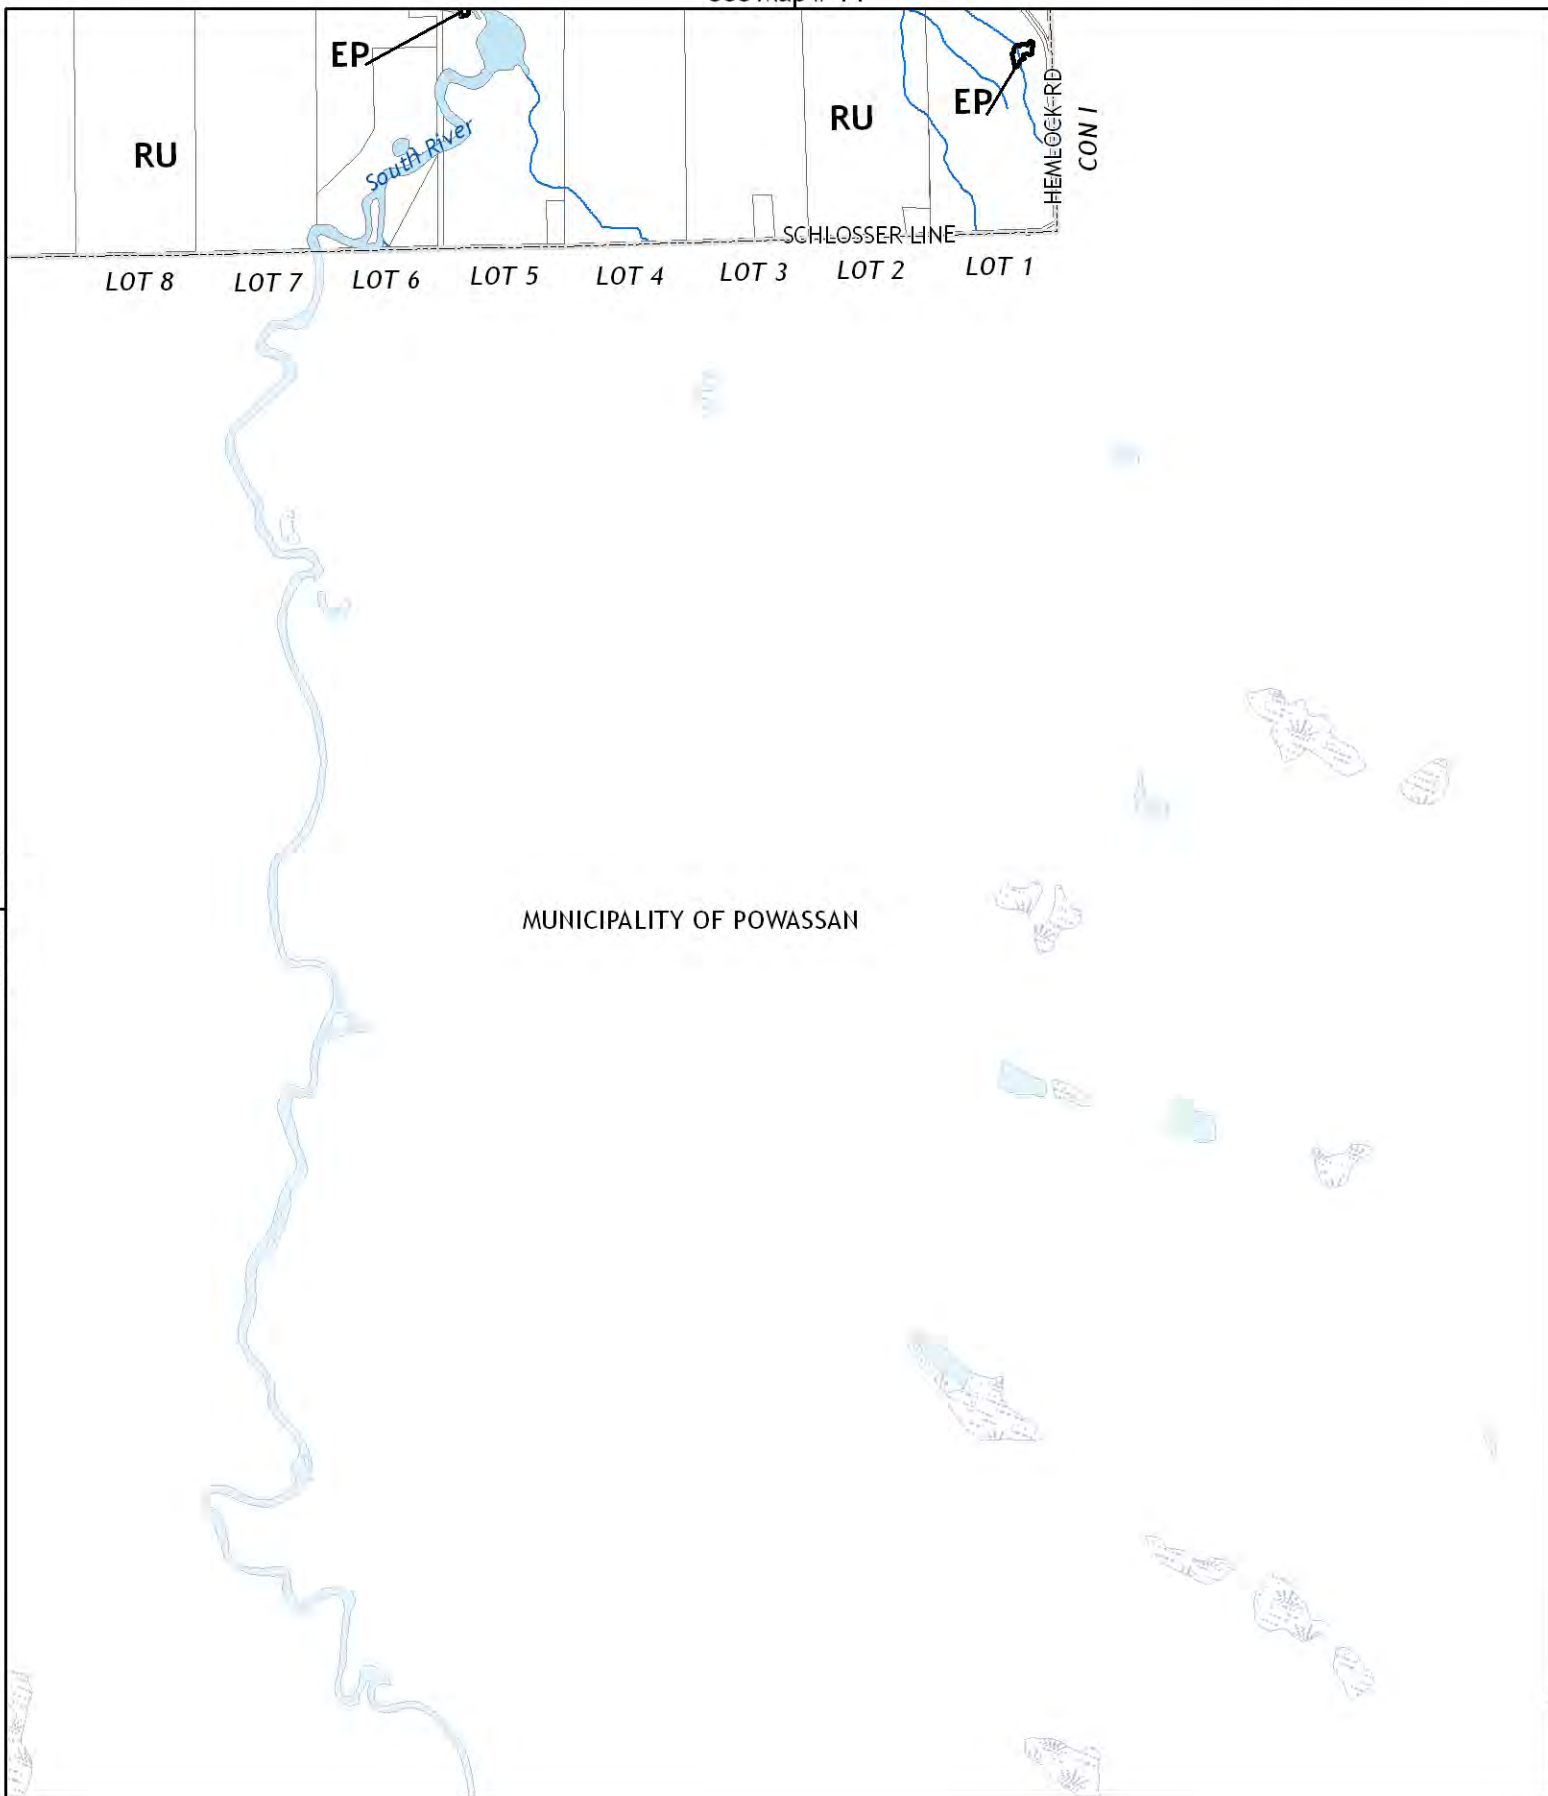 EP
EP
RU
RU
South River
HEMLOCK RD
CON I
SCHLOSSER LINE
LOT 8
LOT 7
LOT 6
LOT 5
LOT 4
LOT 3
LOT 2
LOT 1
MUNICIPALITY OF POWASSAN